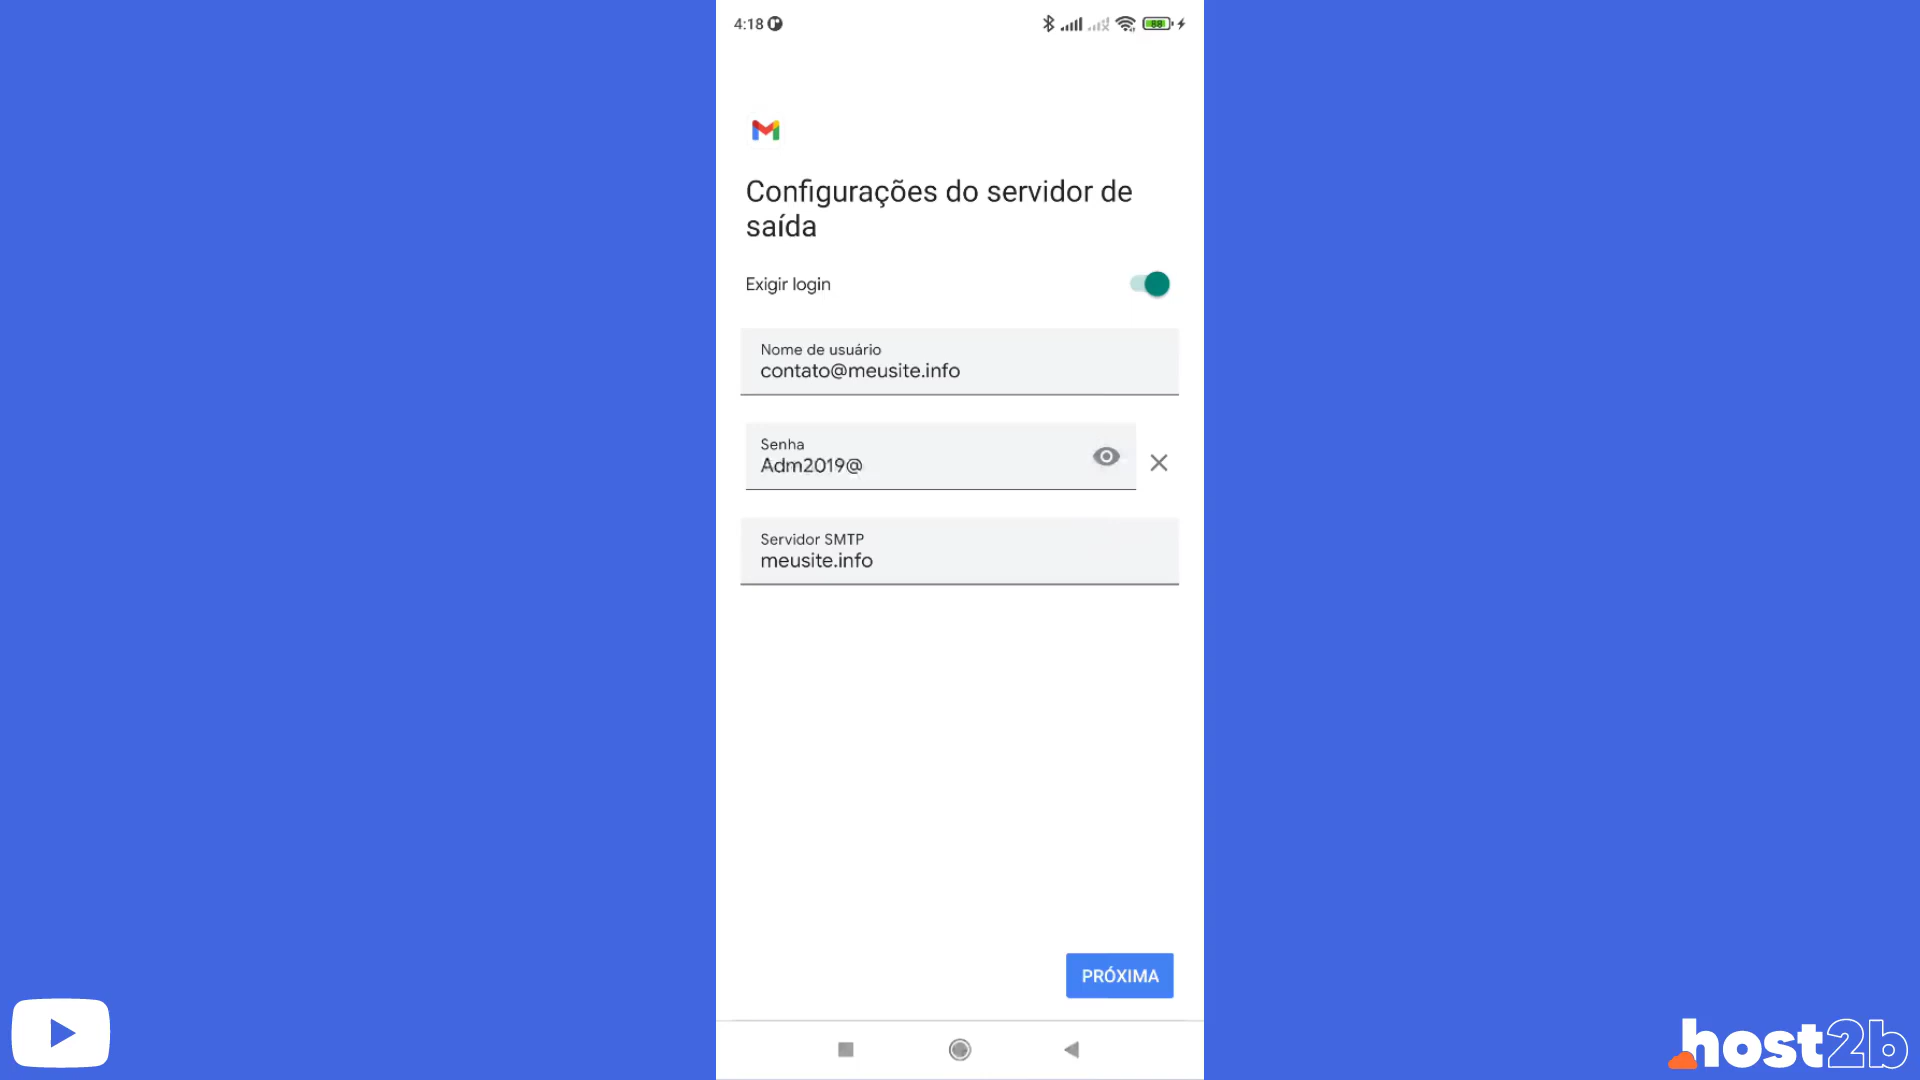 4:18
88
Configurações do servidor de
saída
Exigir login
Nome de usuário
contato@meusite.info
Senha
Adm2019@
Servidor SMTP
meusite.info
PRÓXIMA
host2b